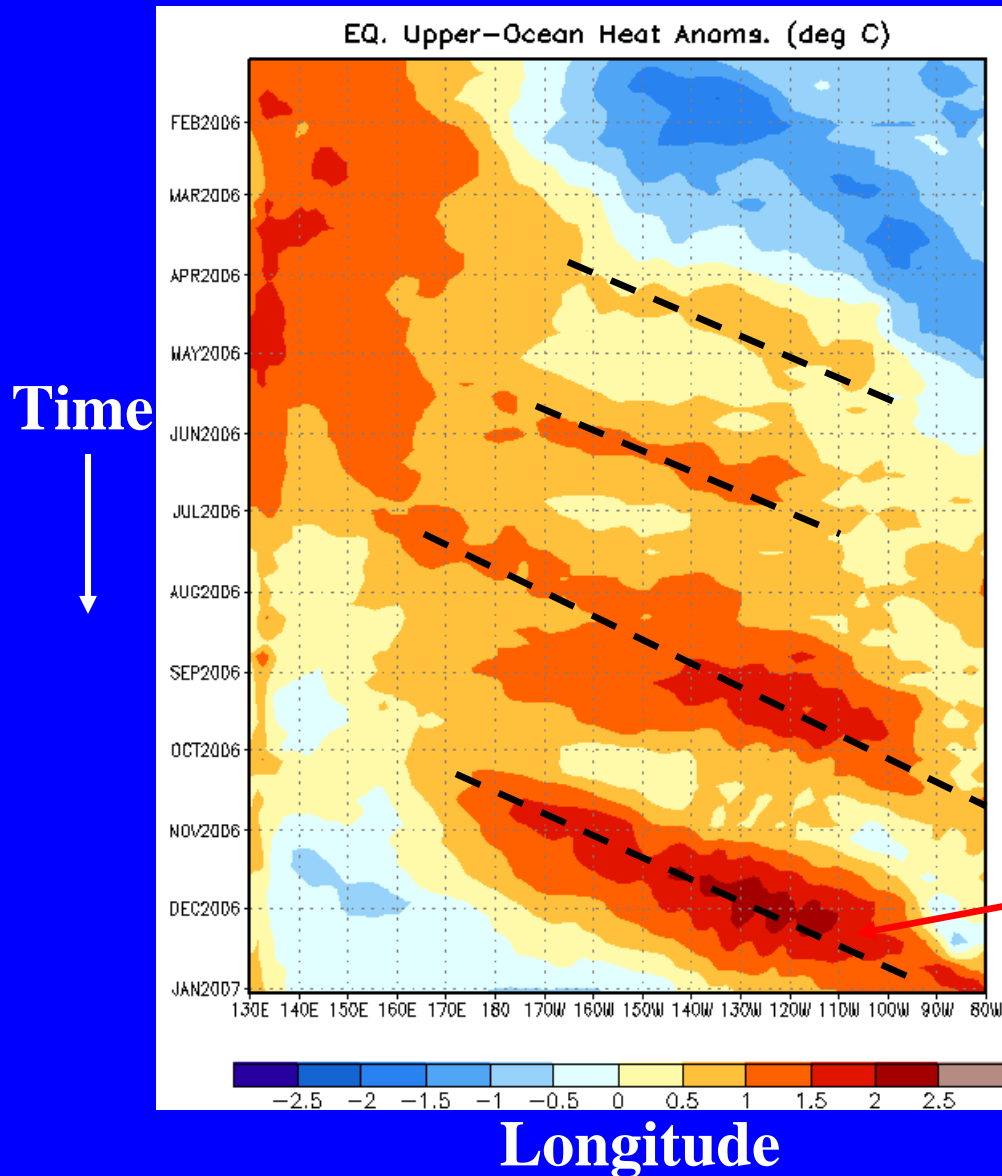 EQ. Upper-Ocean Heat Anoms. (deg C)
FEB2006
MAR2006
APR2006
MAY2006
Time
JUN2006
JUL2006
AUG2006
SEP2006
OCT2006
NOV2006
DEC2006
JAN2007
130E 140E 150E 160E 170E 180 170W 160W 150W 140W 130W 120W 110W 100W 90W 80W
-2.5 -2 -1.5 -1 -0.5 0 0.5 1 1.5 2 2.5
Longitude